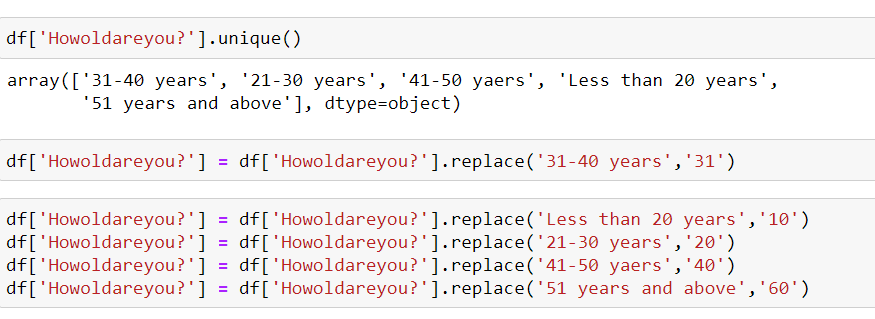 df['Howoldareyou?'].unique()
array(['31-40 years', '21-30 years', '41-50 yaers', 'Less than 20 years',
'51 years and above'], dtype=object)
df['Howoldareyou?'] = df['Howoldareyou?'].replace('31-40 years','31')
df['Howoldareyou?'] = df['Howoldareyou?'].replace('Less than 20 years','10')
df['Howoldareyou?'] = df['Howoldareyou?'].replace('21-30 years','20')
df['Howoldareyou?'] = df['Howoldareyou?'].replace('41-50 yaers','40')
df['Howoldareyou?'] = df['Howoldareyou?'].replace('51 years and above','60')